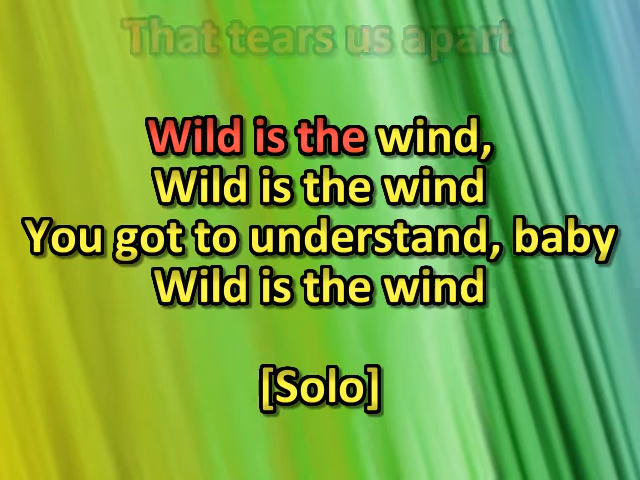 That tears us apart
Wild is the wind,
Wild is the wind
You got to understand, baby
Wild is the wind
[Solo]